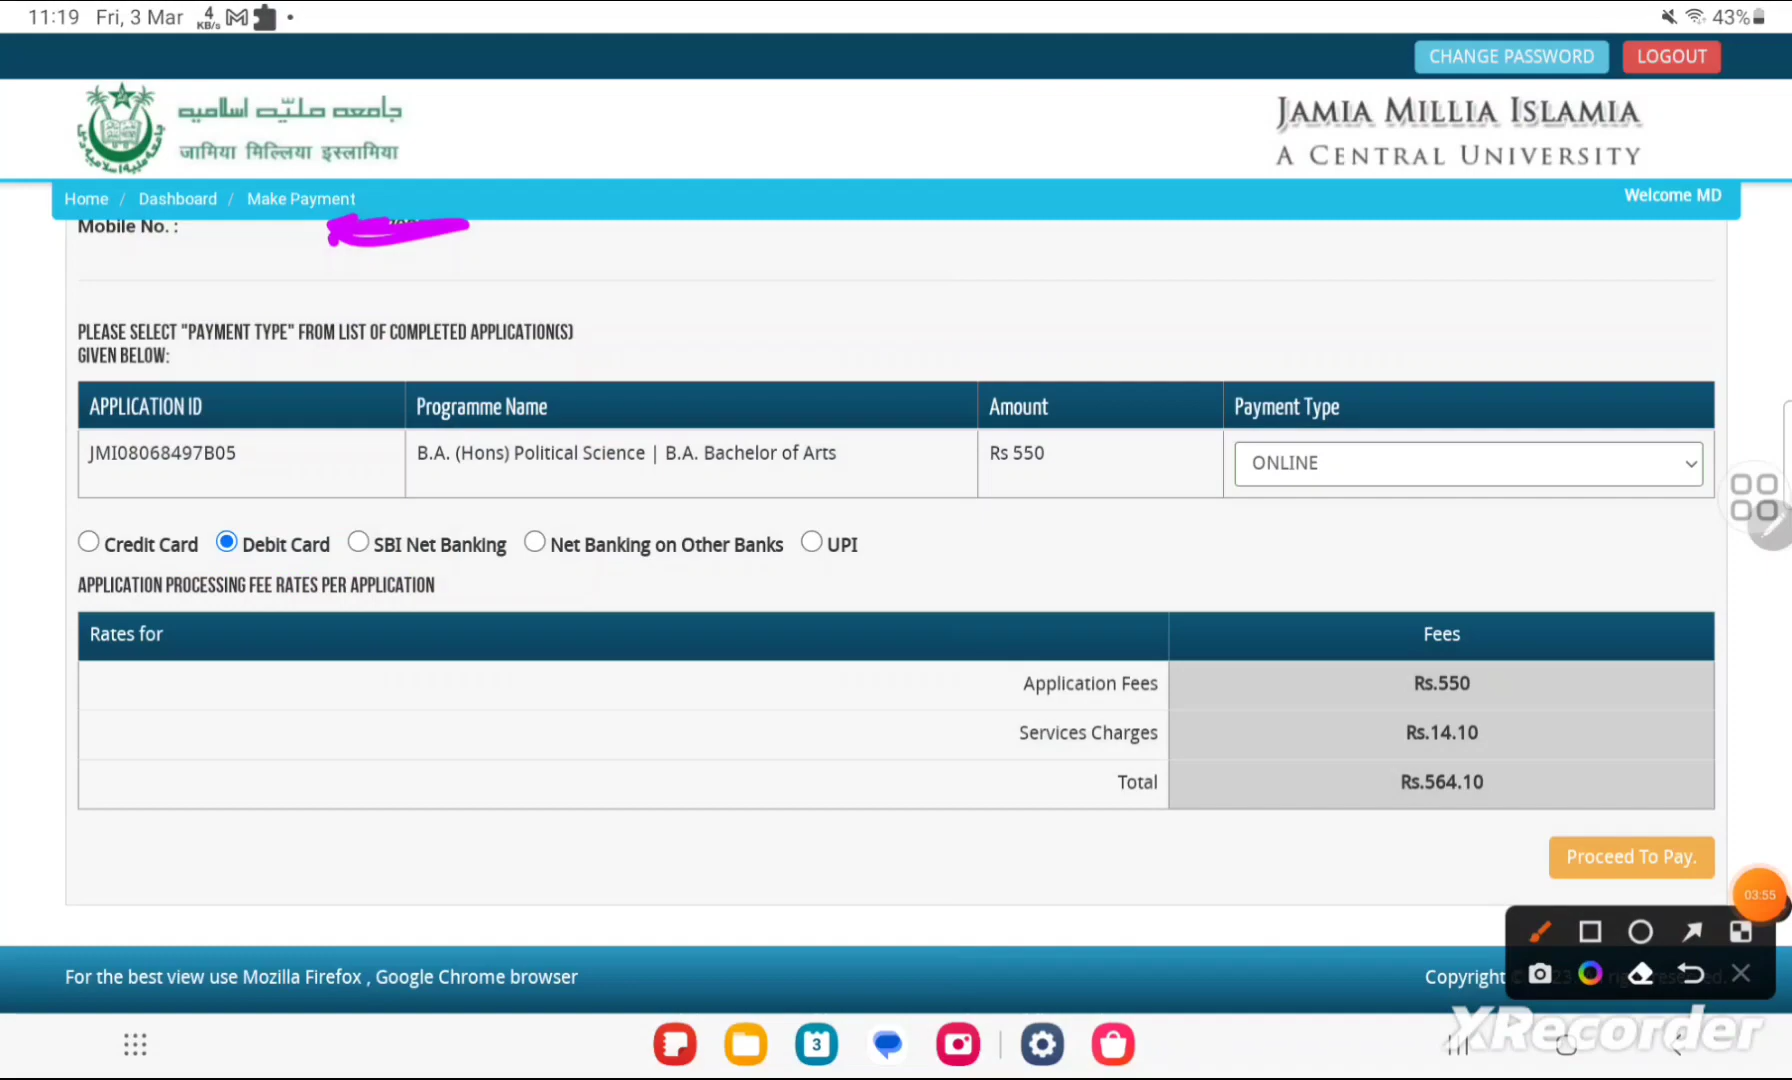 11:19 Fri, 3 Mar 4 KB/s 43%
CHANGE PASSWORD LOGOUT
جامعہ ملیّہ اسلامیہ
जामिया मिल्लिया इस्लामिया
JAMIA MILLIA ISLAMIA
A CENTRAL UNIVERSITY
Home / Dashboard / Make Payment Welcome MD
Mobile No. :
PLEASE SELECT "PAYMENT TYPE" FROM LIST OF COMPLETED APPLICATION(S)
GIVEN BELOW:
APPLICATION ID Programme Name Amount Payment Type
JMI08068497B05 B.A. (Hons) Political Science | B.A. Bachelor of Arts Rs 550 ONLINE
Credit Card Debit Card SBI Net Banking Net Banking on Other Banks UPI
APPLICATION PROCESSING FEE RATES PER APPLICATION
Rates for Fees
Application Fees Rs.550
Services Charges Rs.14.10
Total Rs.564.10
Proceed To Pay.
03:55
For the best view use Mozilla Firefox , Google Chrome browser Copyright
3
XRecorder